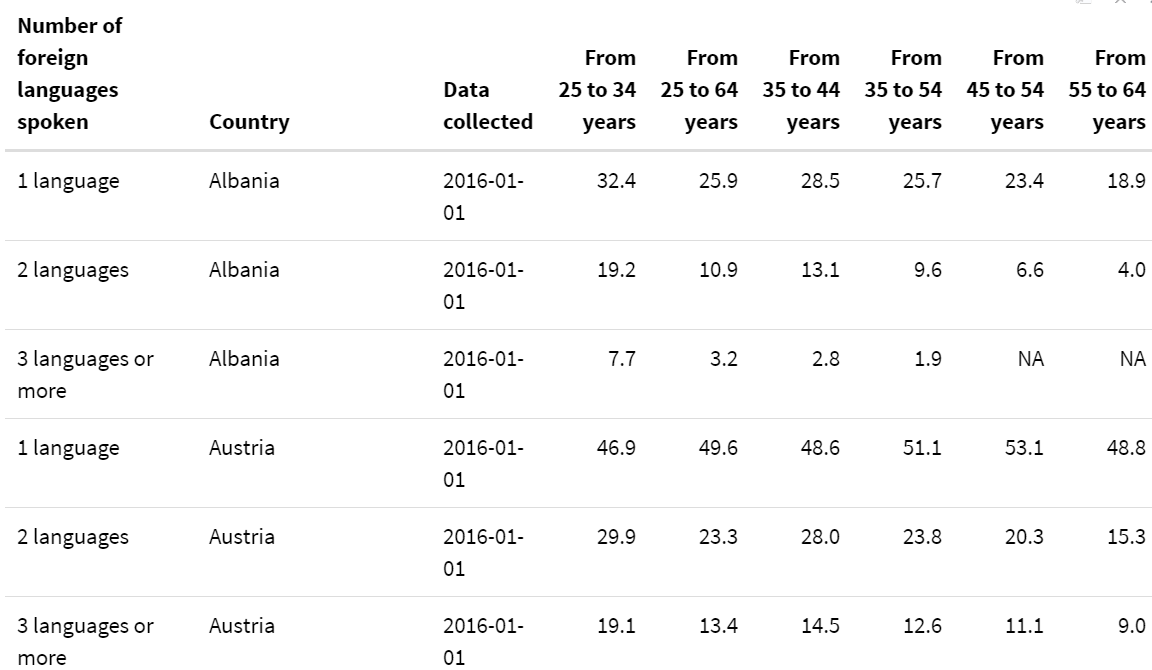 Number of
foreign From From From From From From
languages Data 25 to 34 25 to 64 35 to 44 35 to 54 45 to 54 55 to 64
spoken Country collected years years years years years years
1 language Albania 2016-01- 32.4 25.9 28.5 25.7 23.4 18.9
01
2 languages Albania 2016-01- 19.2 10.9 13.1 9.6 6.6 4.0
01
3 languages or Albania 2016-01- 7.7 3.2 2.8 1.9 NA NA
more 01
1 language Austria 2016-01- 46.9 49.6 48.6 51.1 53.1 48.8
01
2 languages Austria 2016-01- 29.9 23.3 28.0 23.8 20.3 15.3
01
3 languages or Austria 2016-01- 19.1 13.4 14.5 12.6 11.1 9.0
more 01